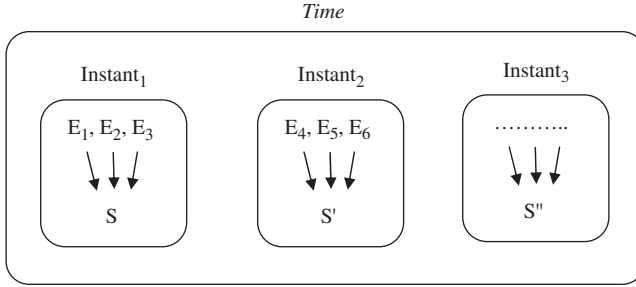 Time
Instant₁ Instant₂ Instant₃
E₁, E₂, E₃ E₄, E₅, E₆ ...........
S S' S"